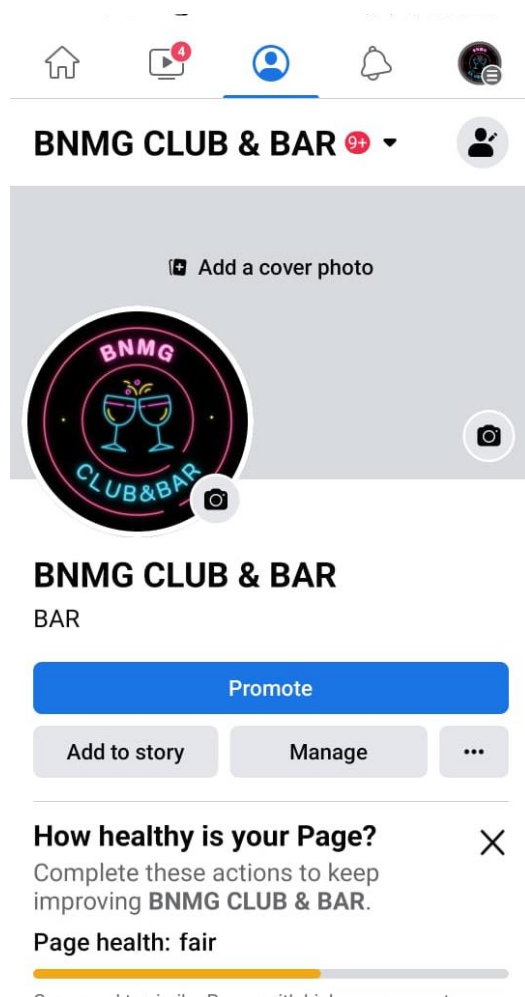 4
BNMG CLUB & BAR 9+
Add a cover photo
BNMG
CLUB&BAR
BNMG CLUB & BAR
BAR
Promote
Add to story Manage
How healthy is your Page?
Complete these actions to keep
improving BNMG CLUB & BAR.
Page health: fair